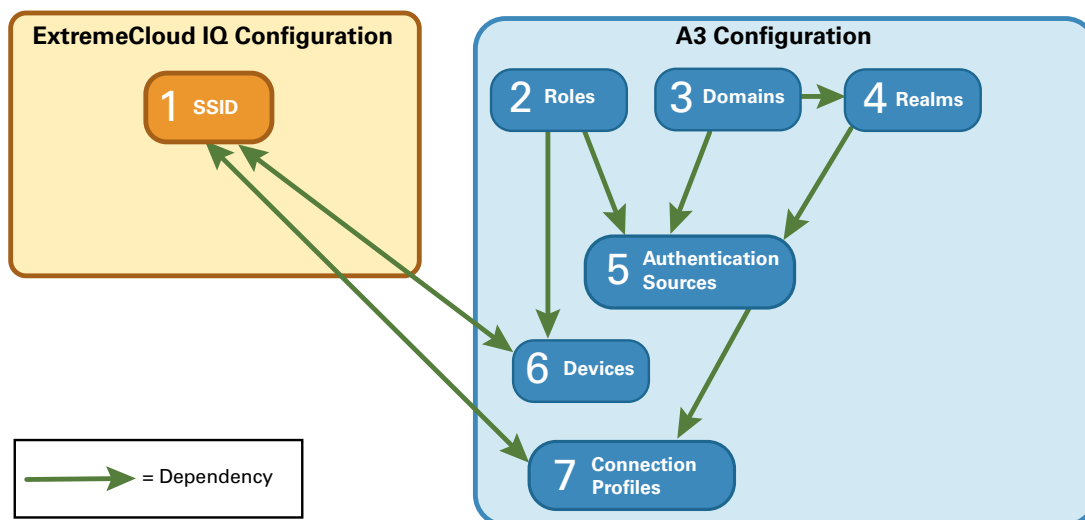 ExtremeCloud IQ Configuration
A3 Configuration
1 SSID
2 Roles
3 Domains
4 Realms
5 Authentication
Sources
6 Devices
7 Connection
Profiles
= Dependency